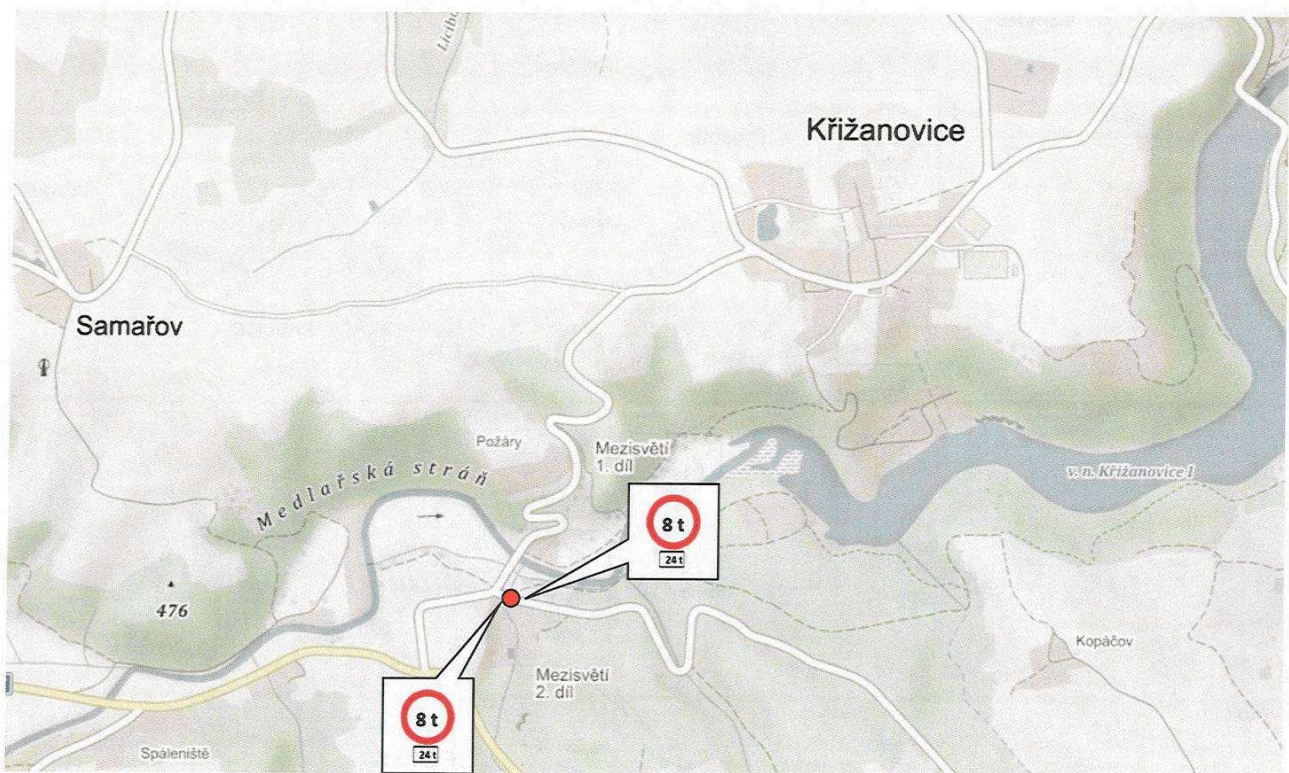 Křižanovice
Samařov
Požáry
Mezisvětí
1. díl
Medlařská stráň
v. n. Křižanovice I
8 t
24 t
476
Kopáčov
Mezisvětí
2. díl
8 t
24 t
Spáleniště